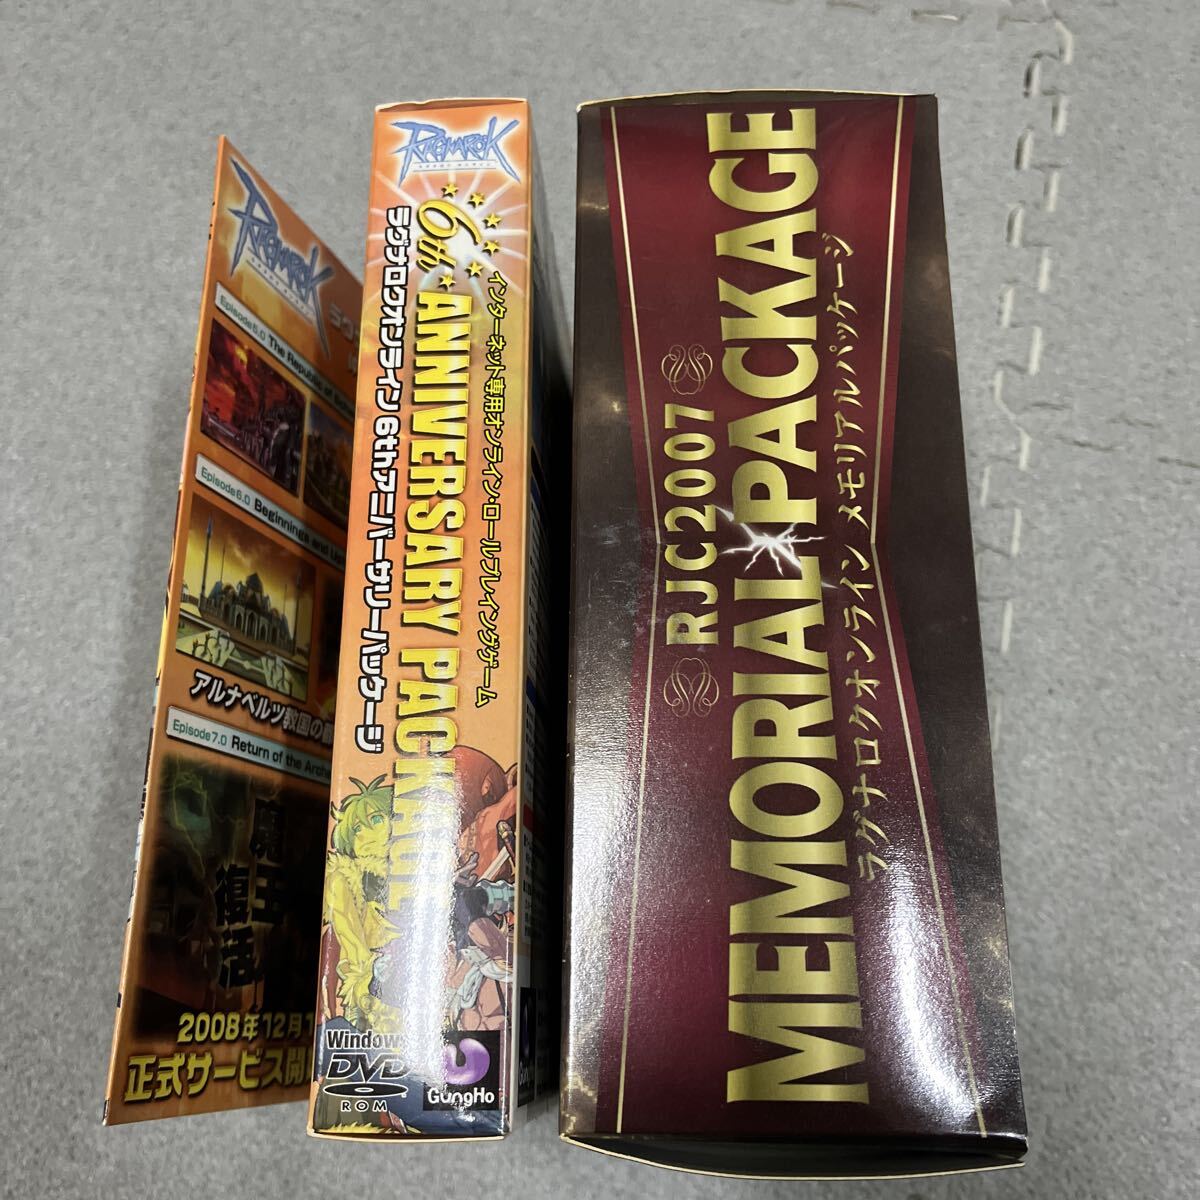 RAGNAROK
Episode5.0 The Republic of
Episode6.0 Beginnings and
アルナベルツ教国の
Episode7.0 Return of the
魔王
復活
2008年12月
正式サービス開
RAGNAROK
インターネット専用オンライン・ロールプレイングゲーム
6th ANNIVERSARY PACKAGE
ラグナロクオンライン 6thアニバーサリーパッケージ
Windows
DVD
ROM
GungHo
GungHo
RJC2007
MEMORIAL PACKAGE
ラグナロクオンライン メモリアルパッケージ